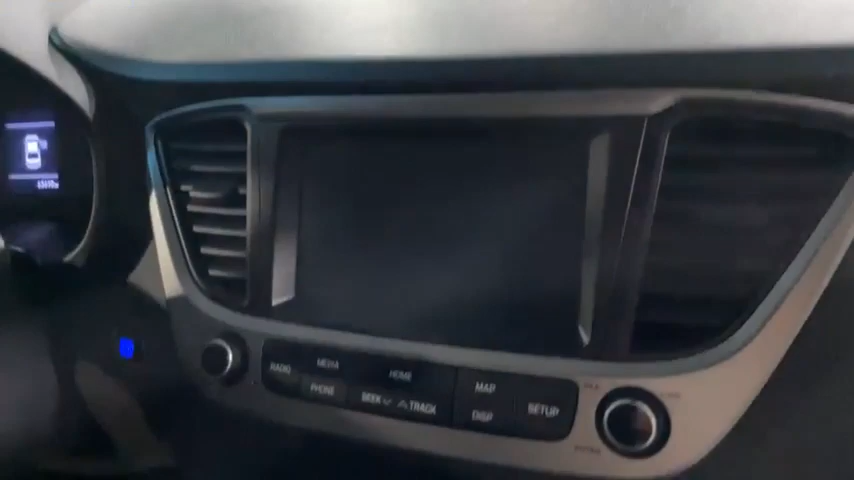 RADIO
MEDIA
PHONE
HOME
SEEK
TRACK
MAP
DISP
SETUP